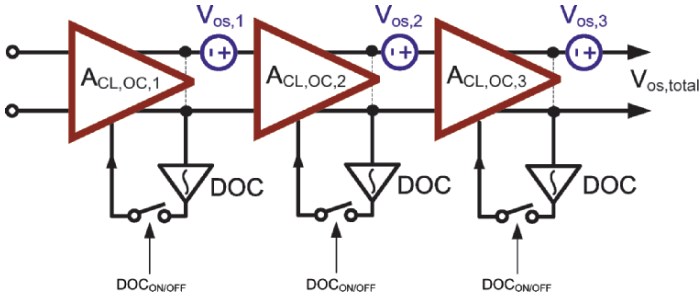 Vos,1
Vos,2
Vos,3
- +
- +
- +
ACL,OC,1
ACL,OC,2
ACL,OC,3
Vos,total
∫ DOC
∫ DOC
∫ DOC
DOCON/OFF
DOCON/OFF
DOCON/OFF